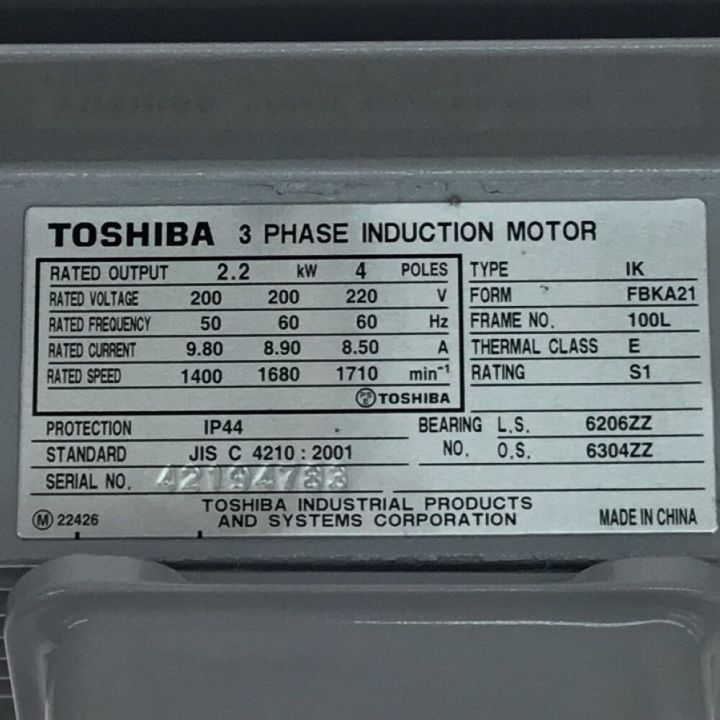 TOSHIBA 3 PHASE INDUCTION MOTOR
RATED OUTPUT 2.2 kW 4 POLES
RATED VOLTAGE 200 200 220 V
RATED FREQUENCY 50 60 60 Hz
RATED CURRENT 9.80 8.90 8.50 A
RATED SPEED 1400 1680 1710 min⁻¹
TOSHIBA
TYPE IK
FORM FBKA21
FRAME NO. 100L
THERMAL CLASS E
RATING S1
PROTECTION IP44
STANDARD JIS C 4210 : 2001
SERIAL NO.
BEARING NO. L.S. 6206ZZ
O.S. 6304ZZ
TOSHIBA INDUSTRIAL PRODUCTS
AND SYSTEMS CORPORATION
Ⓜ 22426
MADE IN CHINA